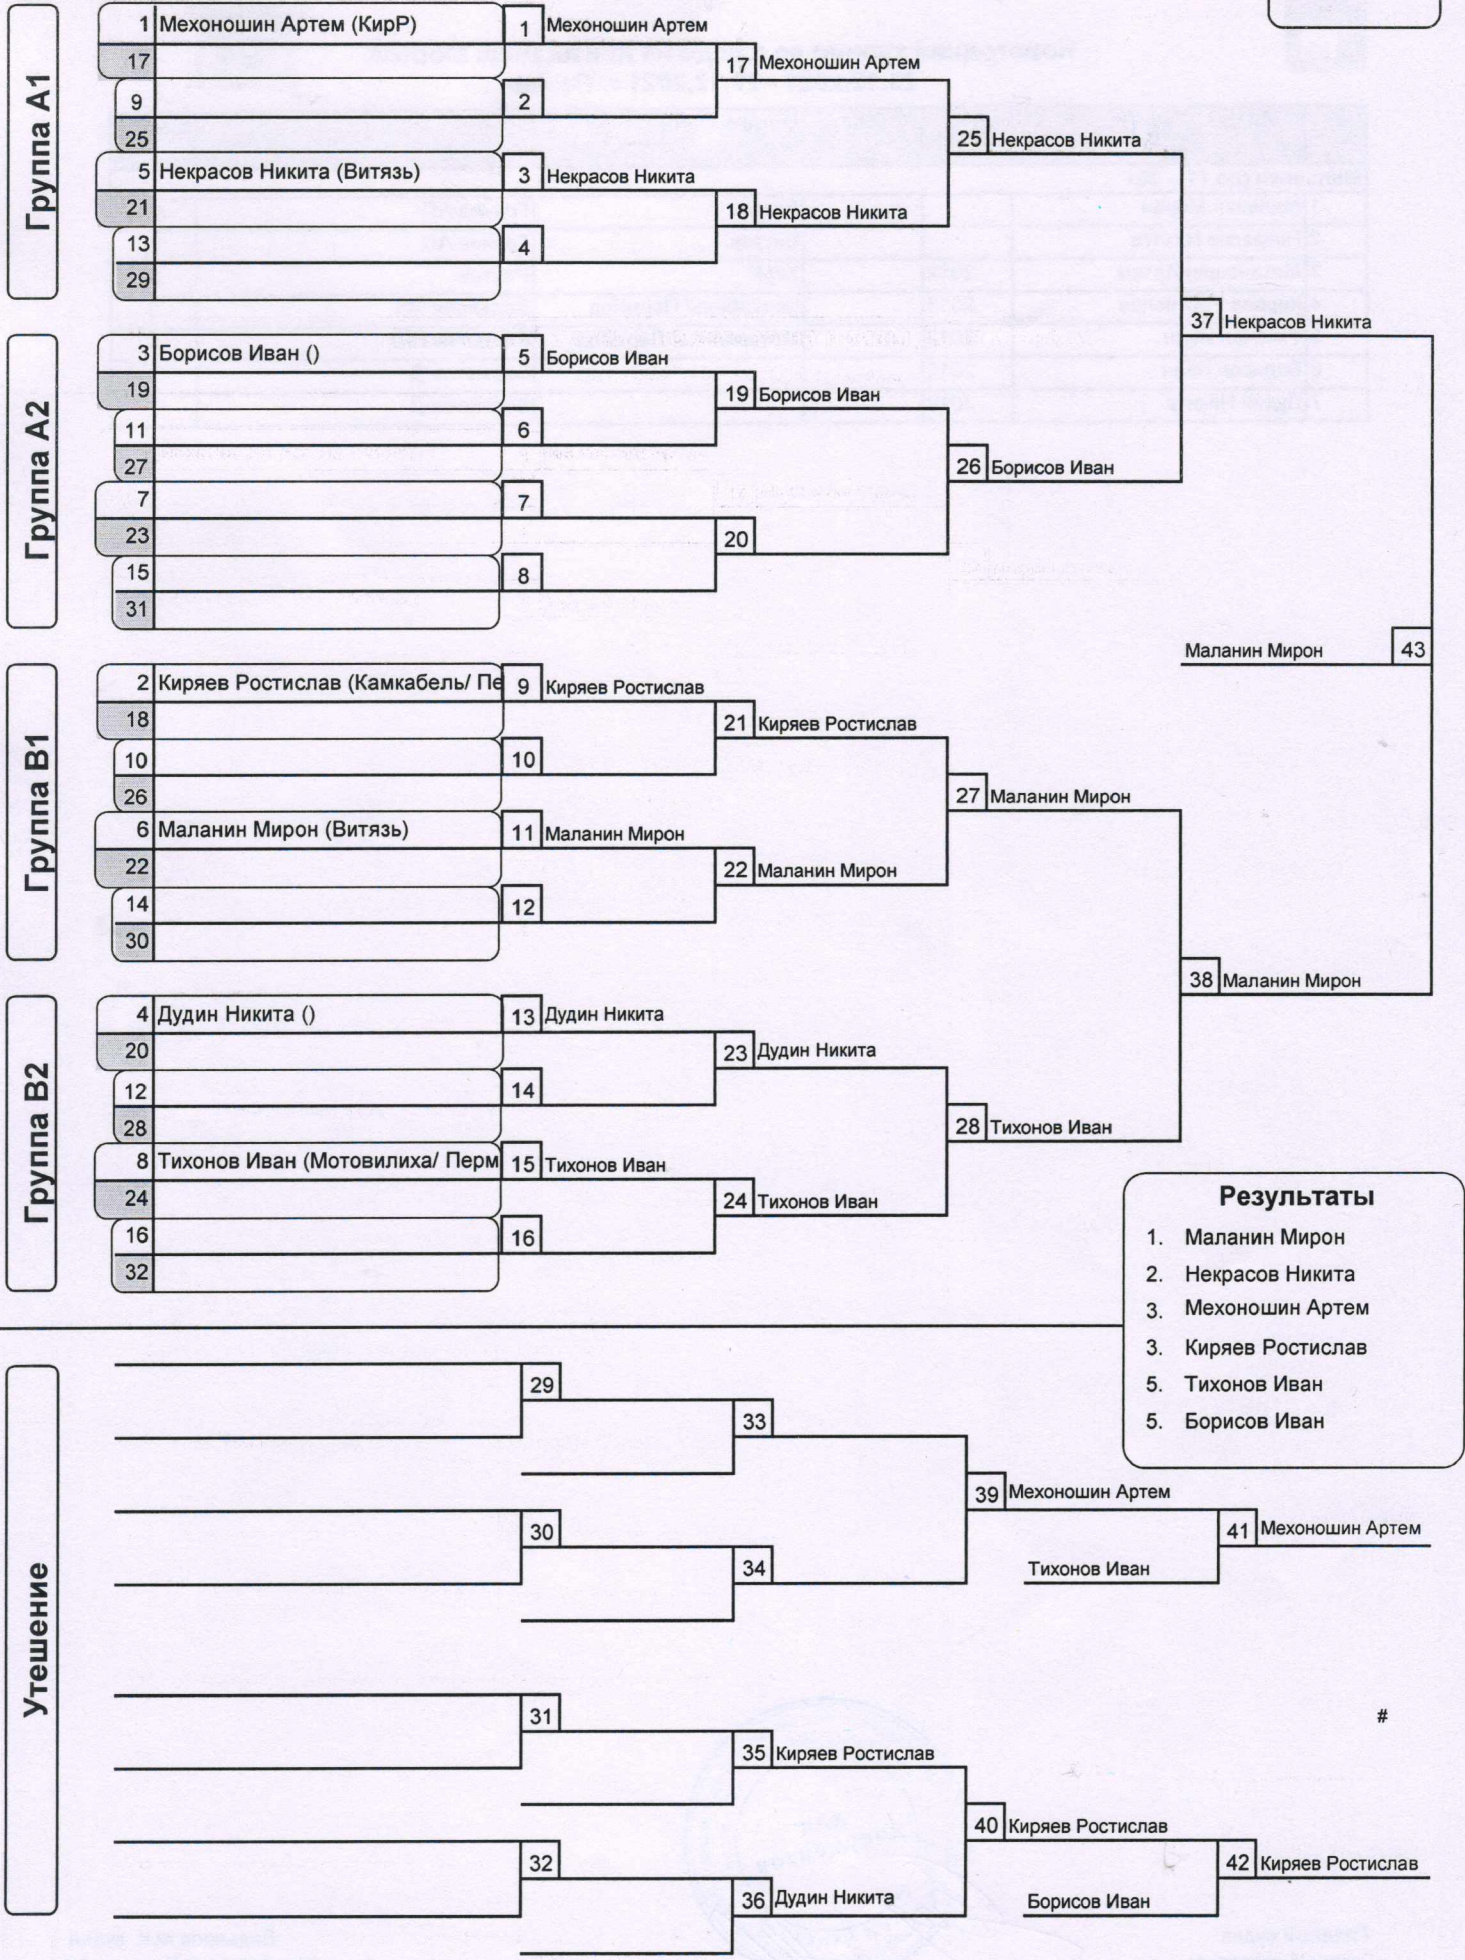 Группа A1
1 Мехоношин Артем (КирР)
17
9
25
5 Некрасов Никита (Витязь)
21
13
29
1 Мехоношин Артем
2
3 Некрасов Никита
4
17 Мехоношин Артем
18 Некрасов Никита
25 Некрасов Никита
Группа A2
3 Борисов Иван ()
19
11
27
7
23
15
31
5 Борисов Иван
6
7
8
19 Борисов Иван
20
26 Борисов Иван
37 Некрасов Никита
Маланин Мирон 43
Группа B1
2 Киряев Ростислав (Камкабель/ Пе
18
10
26
6 Маланин Мирон (Витязь)
22
14
30
9 Киряев Ростислав
10
11 Маланин Мирон
12
21 Киряев Ростислав
22 Маланин Мирон
27 Маланин Мирон
38 Маланин Мирон
Группа B2
4 Дудин Никита ()
20
12
28
8 Тихонов Иван (Мотовилиха/ Перм
24
16
32
13 Дудин Никита
14
15 Тихонов Иван
16
23 Дудин Никита
24 Тихонов Иван
28 Тихонов Иван
Результаты
1. Маланин Мирон
2. Некрасов Никита
3. Мехоношин Артем
3. Киряев Ростислав
5. Тихонов Иван
5. Борисов Иван
Утешение
29
33
30
34
39 Мехоношин Артем
Тихонов Иван
41 Мехоношин Артем
31
35 Киряев Ростислав
32
36 Дудин Никита
40 Киряев Ростислав
Борисов Иван
42 Киряев Ростислав
#